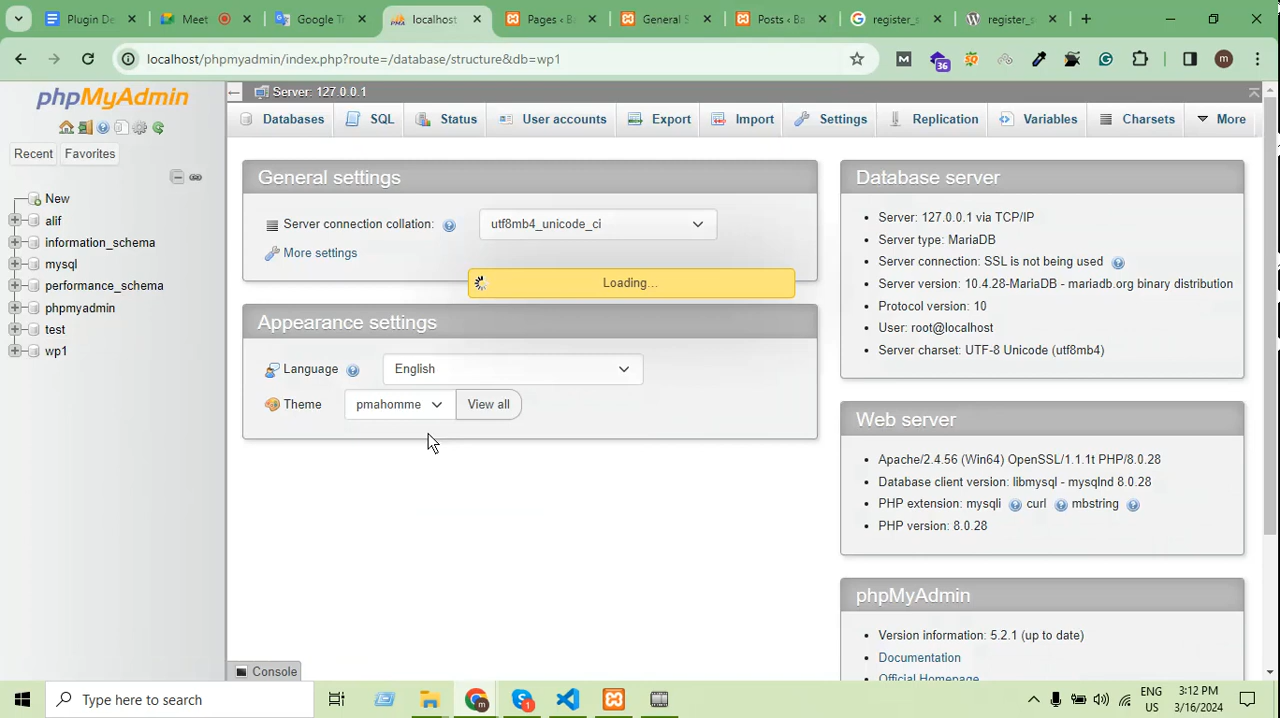 Plugin De
Meet
Google Tr
localhost
Pages ‹ B
General S
Posts ‹ Ba
register_s
register_s
localhost/phpmyadmin/index.php?route=/database/structure&db=wp1
36
m
phpMyAdmin
Recent
Favorites
New
alif
information_schema
mysql
performance_schema
phpmyadmin
test
wp1
Server: 127.0.0.1
Databases
SQL
Status
User accounts
Export
Import
Settings
Replication
Variables
Charsets
More
General settings
Server connection collation:
utf8mb4_unicode_ci
More settings
Loading...
Appearance settings
Language
English
Theme
pmahomme
View all
Database server
Server: 127.0.0.1 via TCP/IP
Server type: MariaDB
Server connection: SSL is not being used
Server version: 10.4.28-MariaDB - mariadb.org binary distribution
Protocol version: 10
User: root@localhost
Server charset: UTF-8 Unicode (utf8mb4)
Web server
Apache/2.4.56 (Win64) OpenSSL/1.1.1t PHP/8.0.28
Database client version: libmysql - mysqlnd 8.0.28
PHP extension: mysqli curl mbstring
PHP version: 8.0.28
phpMyAdmin
Version information: 5.2.1 (up to date)
Documentation
Official Homepage
Console
Type here to search
ENG
US
3:12 PM
3/16/2024